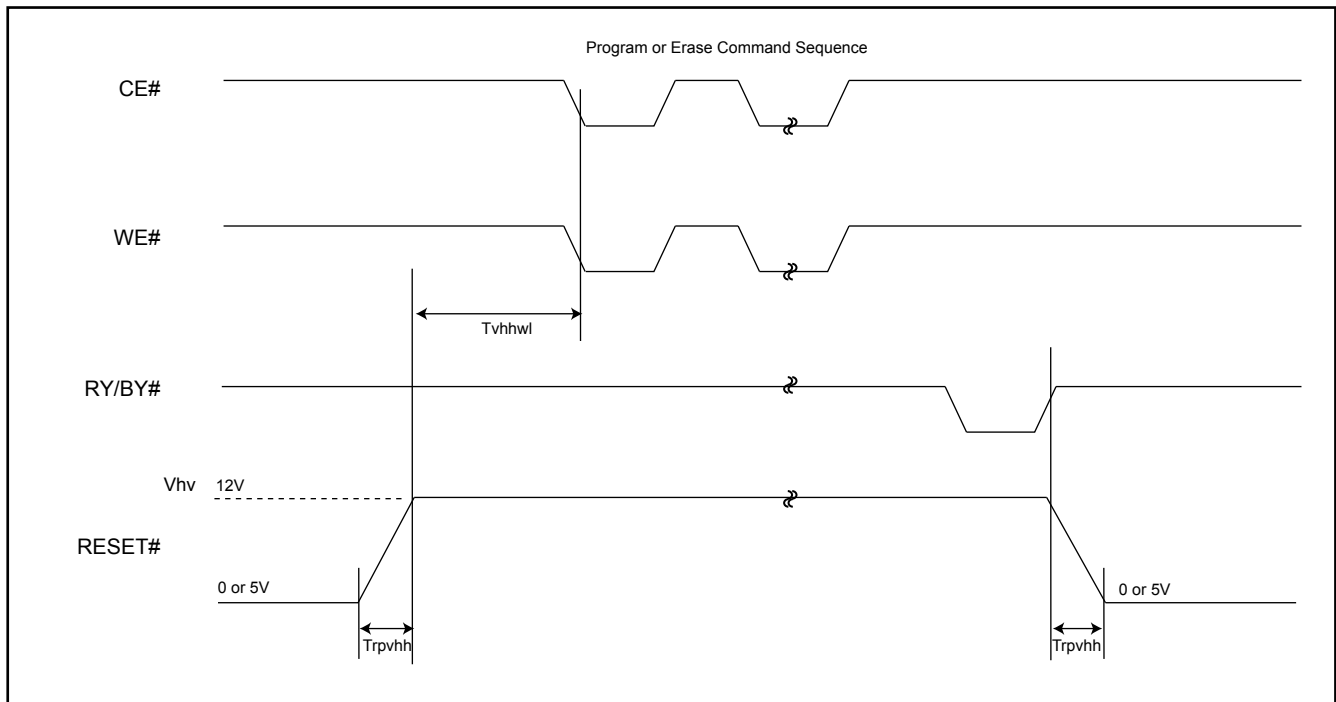 Program or Erase Command Sequence
CE#
WE#
Tvhhwl
RY/BY#
Vhv 12V
RESET#
0 or 5V 0 or 5V
Trpvhh Trpvhh